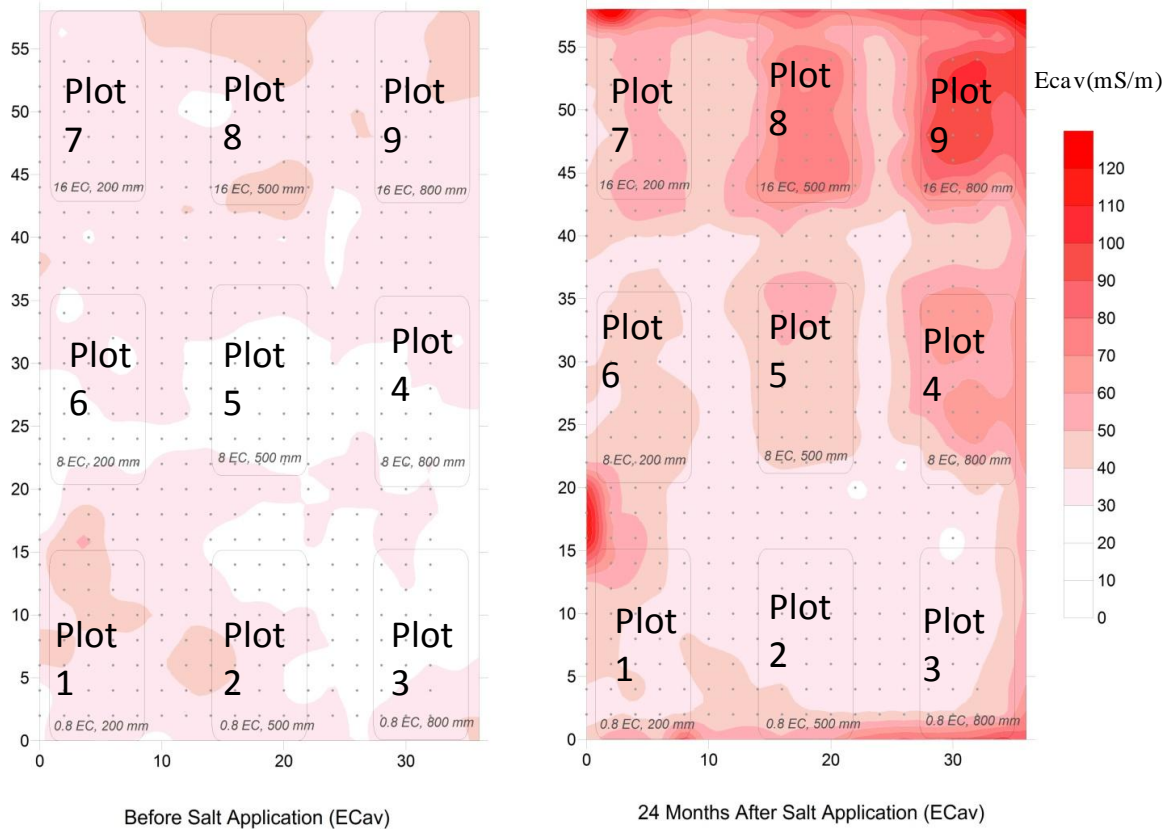 55
50
45
40
35
30
25
20
15
10
5
0
0
10
20
30
Plot
7
Plot
8
Plot
9
16 EC, 200 mm
16 EC, 500 mm
16 EC, 800 mm
Plot
6
Plot
5
Plot
4
8 EC, 200 mm
8 EC, 500 mm
8 EC, 800 mm
Plot
1
Plot
2
Plot
3
0.8 EC, 200 mm
0.8 EC, 500 mm
0.8 EC, 800 mm
Before Salt Application (ECav)
55
50
45
40
35
30
25
20
15
10
5
0
0
10
20
30
Plot
7
Plot
8
Plot
9
16 EC, 200 mm
16 EC, 500 mm
16 EC, 800 mm
Plot
6
Plot
5
Plot
4
8 EC, 200 mm
8 EC, 500 mm
8 EC, 800 mm
Plot
1
Plot
2
Plot
3
0.8 EC, 200 mm
0.8 EC, 500 mm
0.8 EC, 800 mm
24 Months After Salt Application (ECav)
Ecav(mS/m)
120
110
100
90
80
70
60
50
40
30
20
10
0